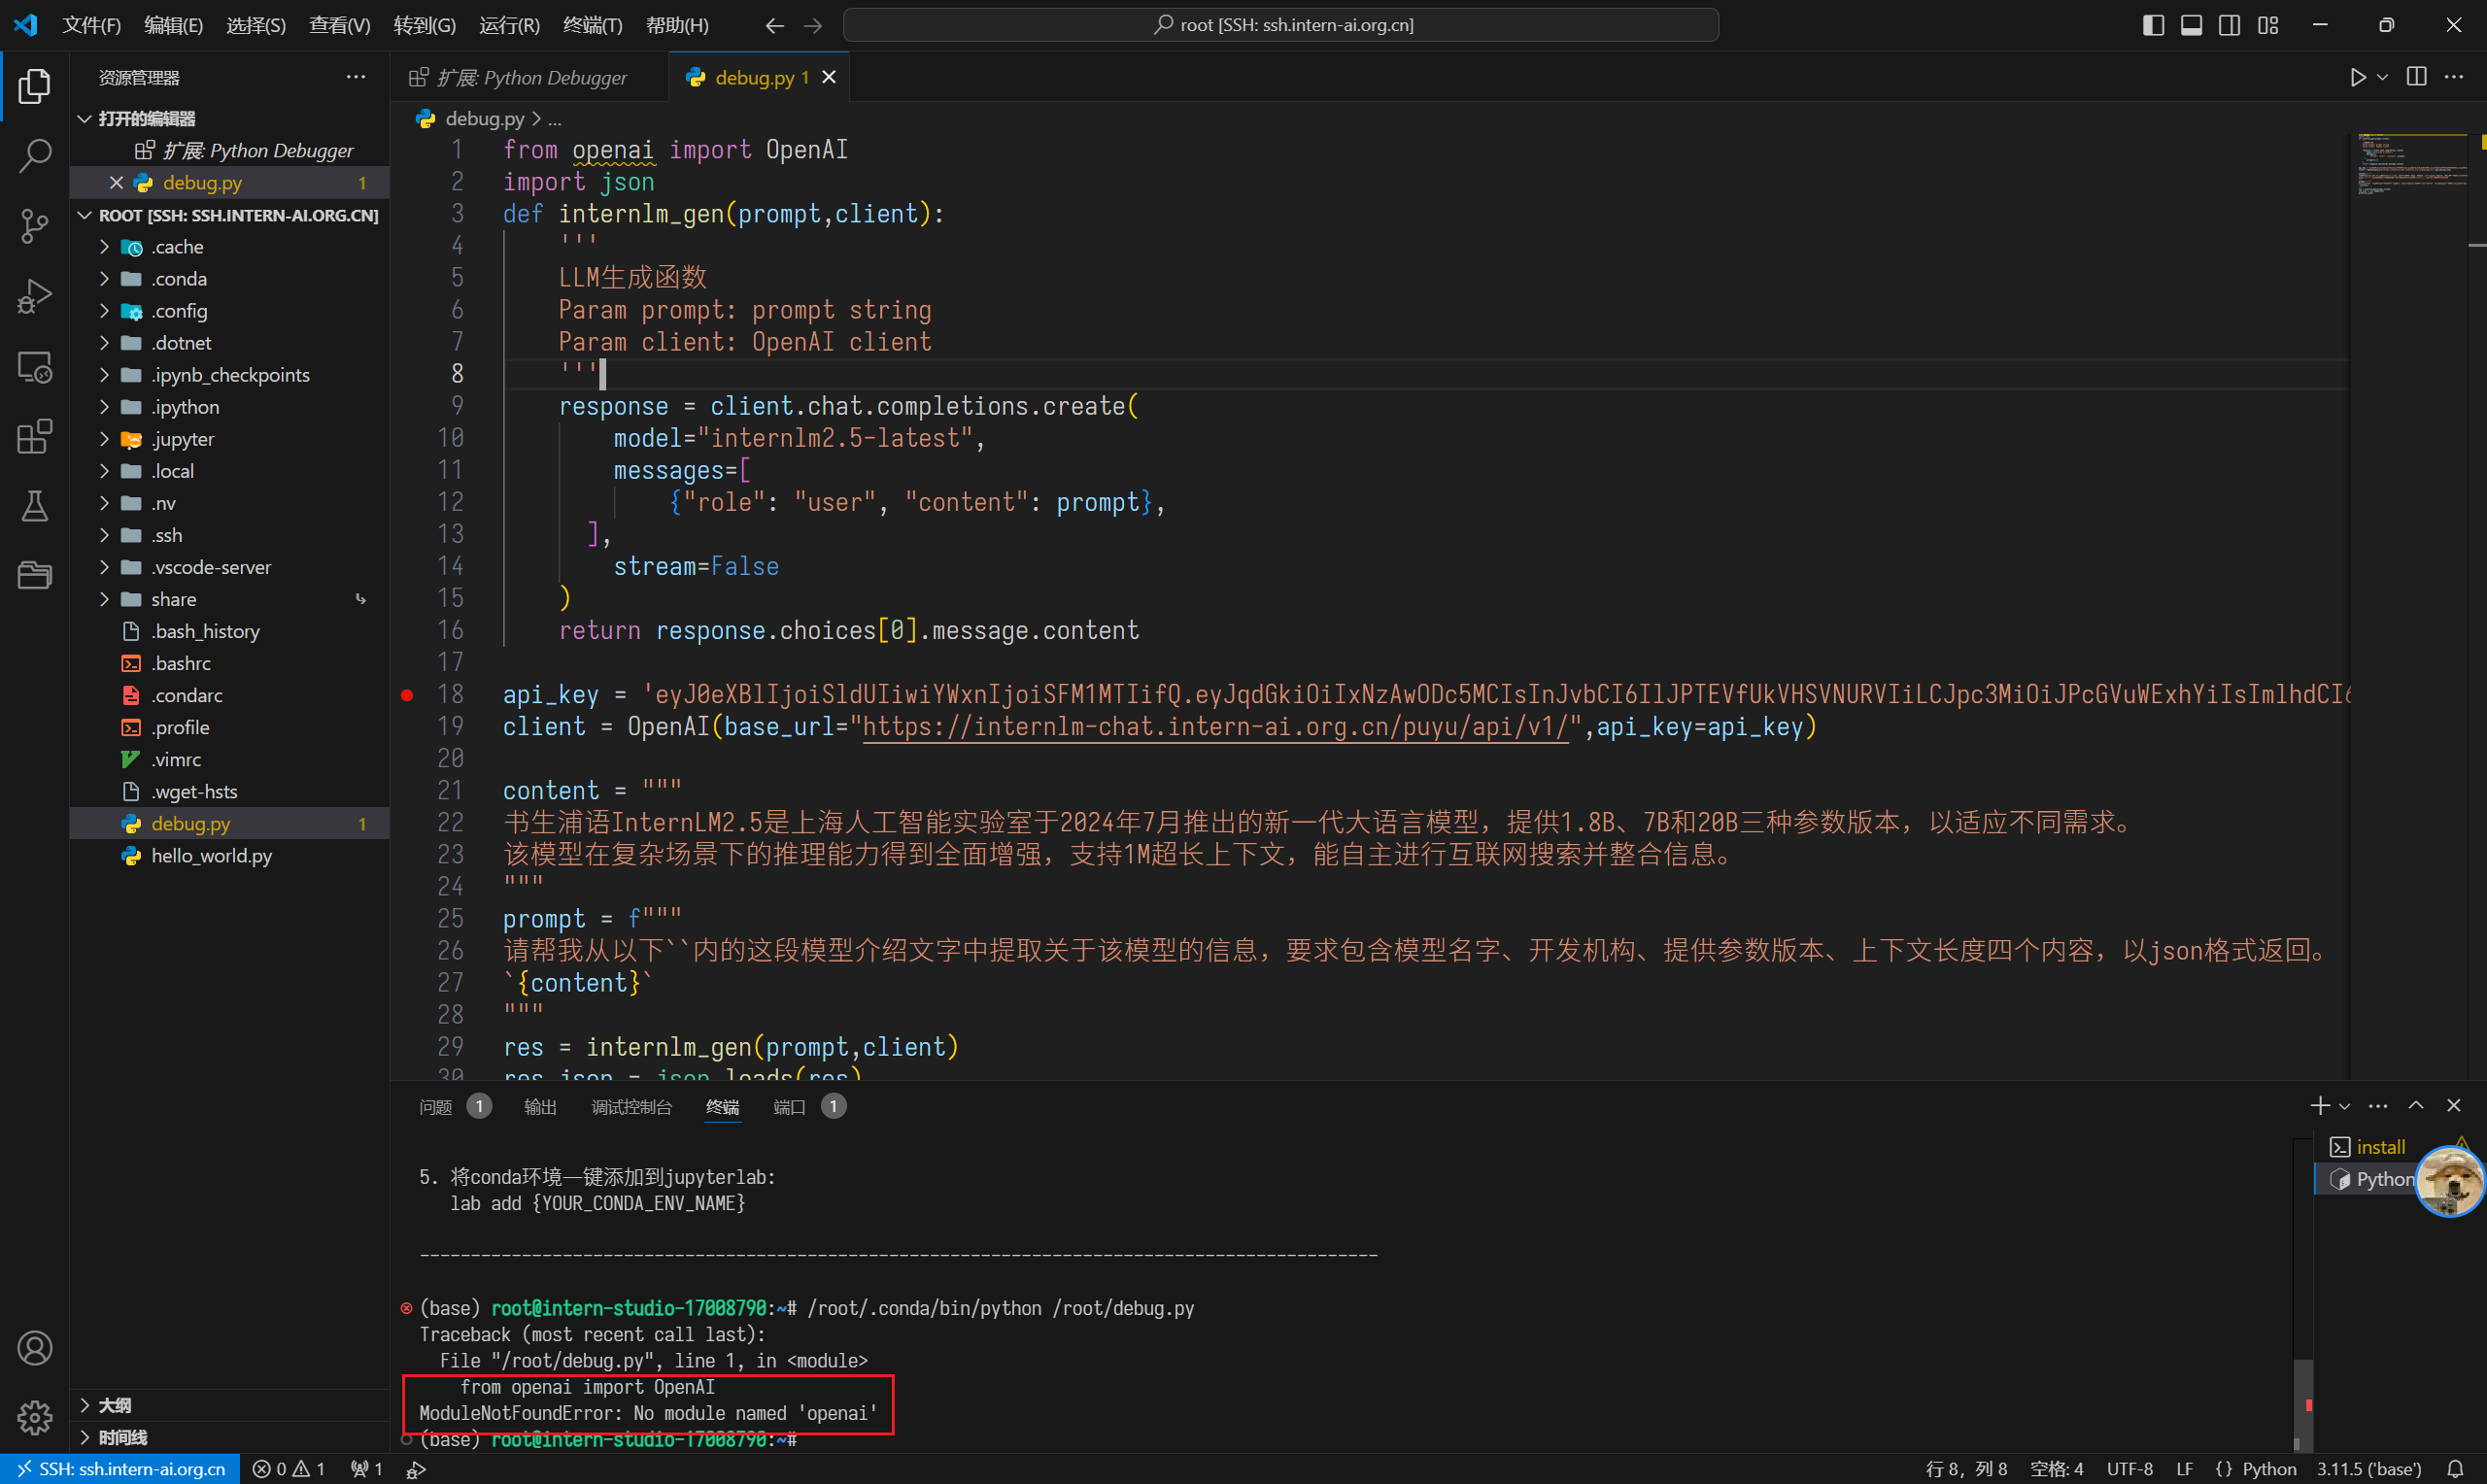 文件(F) 编辑(E) 选择(S) 查看(V) 转到(G) 运行(R) 终端(T) 帮助(H)
root [SSH: ssh.intern-ai.org.cn]
资源管理器
打开的编辑器
扩展: Python Debugger
debug.py 1
ROOT [SSH: SSH.INTERN-AI.ORG.CN]
.cache
.conda
.config
.dotnet
.ipynb_checkpoints
.ipython
.jupyter
.local
.nv
.ssh
.vscode-server
share
.bash_history
.bashrc
.condarc
.profile
.vimrc
.wget-hsts
debug.py 1
hello_world.py
大纲
时间线
扩展: Python Debugger
debug.py 1
debug.py > ...
1 from openai import OpenAI
2 import json
3 def internlm_gen(prompt,client):
4 '''
5 LLM生成函数
6 Param prompt: prompt string
7 Param client: OpenAI client
8 '''
9 response = client.chat.completions.create(
10 model="internlm2.5-latest",
11 messages=[
12 {"role": "user", "content": prompt},
13 ],
14 stream=False
15 )
16 return response.choices[0].message.content
17
18 api_key = 'eyJ0eXBlIjoiSldUIiwiYWxnIjoiSFM1MTIifQ.eyJqdGkiOiIxNzAwODc5MCIsInJvbCI6IlJPTEVfUkVHSVNURVIiLCJpc3MiOiJPcGVuWExhYiIsImlhdCI6
19 client = OpenAI(base_url="https://internlm-chat.intern-ai.org.cn/puyu/api/v1/",api_key=api_key)
20
21 content = """
22 书生浦语InternLM2.5是上海人工智能实验室于2024年7月推出的新一代大语言模型，提供1.8B、7B和20B三种参数版本，以适应不同需求。
23 该模型在复杂场景下的推理能力得到全面增强，支持1M超长上下文，能自主进行互联网搜索并整合信息。
24 """
25 prompt = f"""
26 请帮我从以下``内的这段模型介绍文字中提取关于该模型的信息，要求包含模型名字、开发机构、提供参数版本、上下文长度四个内容，以json格式返回。
27 `{content}`
28 """
29 res = internlm_gen(prompt,client)
30 res_json = json.loads(res)
问题 1 输出 调试控制台 终端 端口 1
5. 将conda环境一键添加到jupyterlab:
lab add {YOUR_CONDA_ENV_NAME}
----------------------------------------------------------------------------------------------
(base) root@intern-studio-17008790:~# /root/.conda/bin/python /root/debug.py
Traceback (most recent call last):
File "/root/debug.py", line 1, in <module>
from openai import OpenAI
ModuleNotFoundError: No module named 'openai'
(base) root@intern-studio-17008790:~#
install
Python
SSH: ssh.intern-ai.org.cn 0 1 1 行 8，列 8 空格: 4 UTF-8 LF {} Python 3.11.5 ('base')